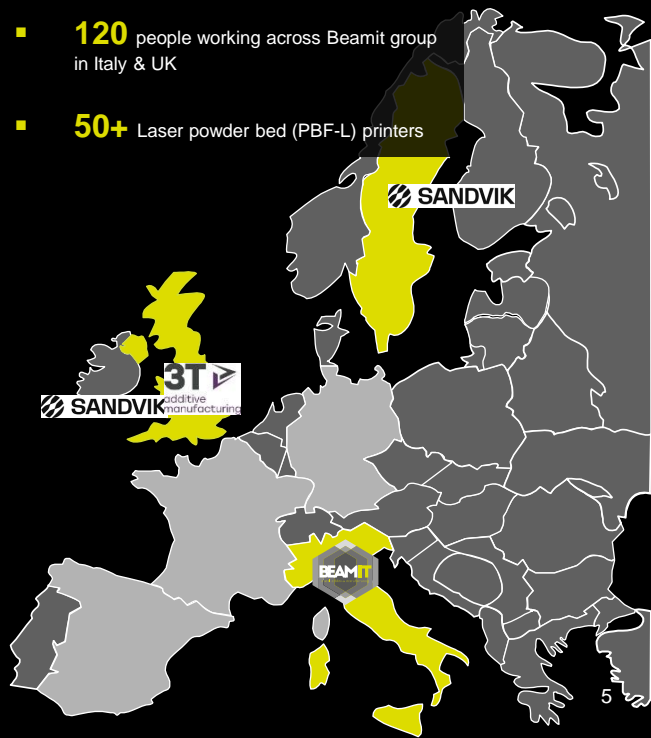 ▪ 120 people working across Beamit group
in Italy & UK
▪ 50+ Laser powder bed (PBF-L) printers
SANDVIK
3T
additive
manufacturing
SANDVIK
BEAMIT
5